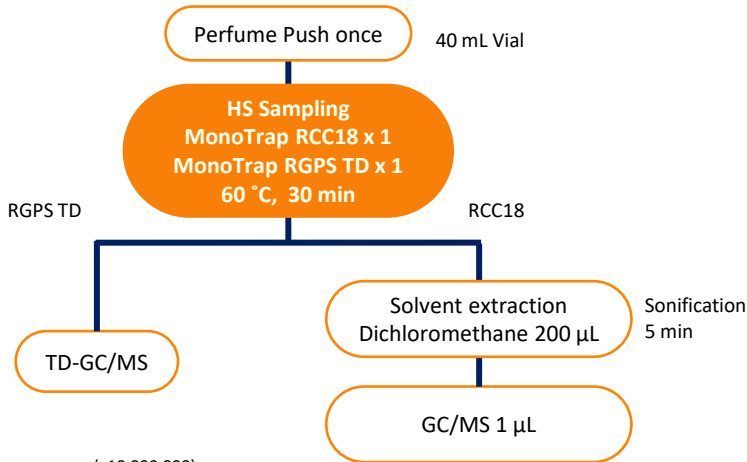 Perfume Push once
40 mL Vial
HS Sampling
MonoTrap RCC18 x 1
MonoTrap RGPS TD x 1
60 ˚C, 30 min
RGPS TD
RCC18
Solvent extraction
Dichloromethane 200 µL
Sonification
5 min
TD-GC/MS
GC/MS 1 µL